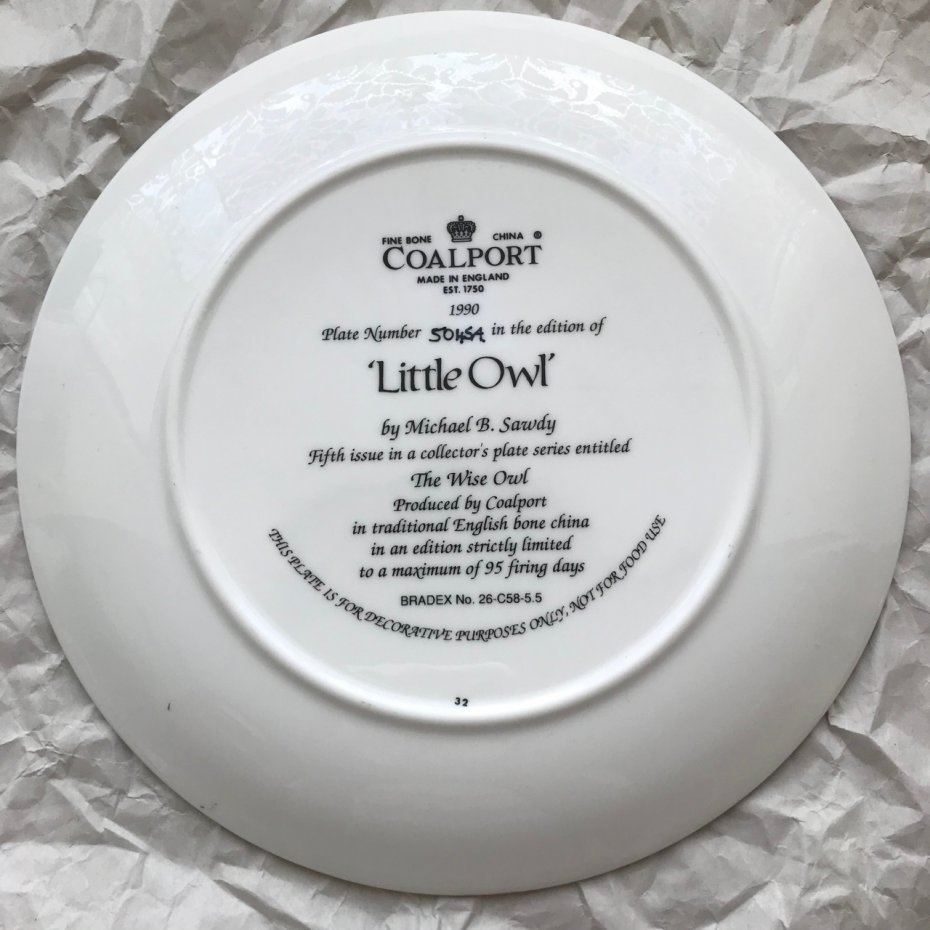 FINE BONE CHINA ®
COALPORT
MADE IN ENGLAND
EST. 1750
1990
Plate Number 5045A in the edition of
'Little Owl'
by Michael B. Sawdy
Fifth issue in a collector's plate series entitled
The Wise Owl
Produced by Coalport
in traditional English bone china
in an edition strictly limited
to a maximum of 95 firing days
BRADEX No. 26-C58-5.5
THIS PLATE IS FOR DECORATIVE PURPOSES ONLY, NOT FOR FOOD USE
32